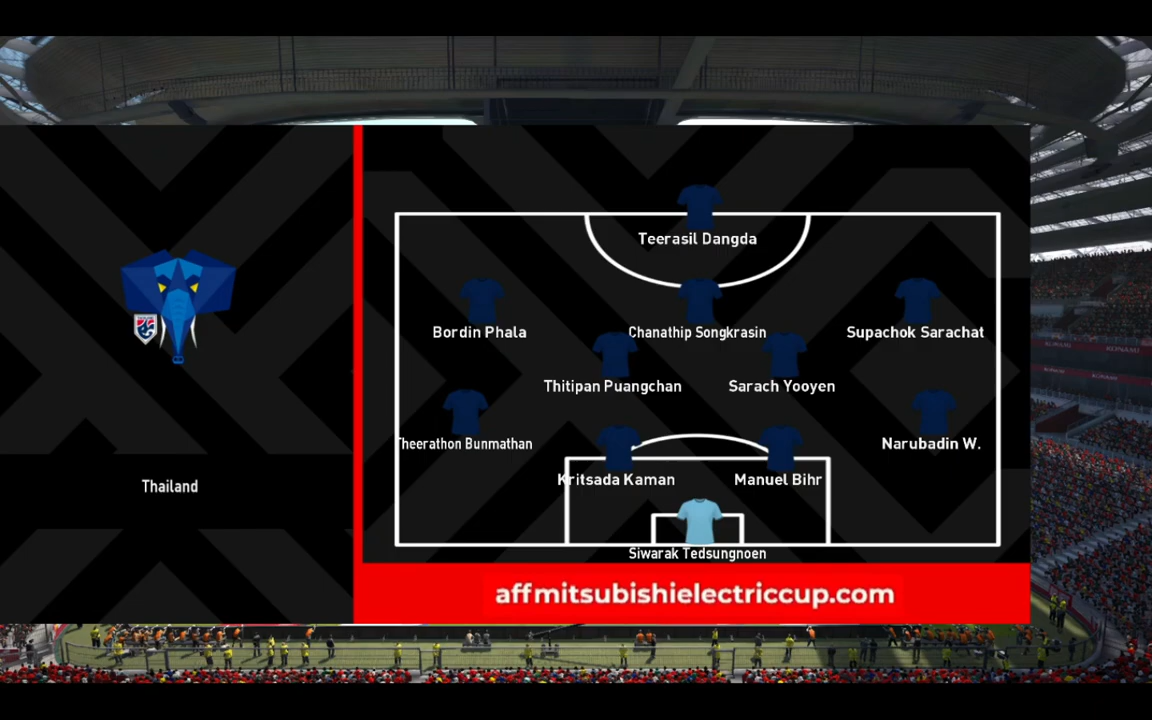 Teerasil Dangda
Bordin Phala
Chanathip Songkrasin
Supachok Sarachat
Thitipan Puangchan
Sarach Yooyen
Theerathon Bunmathan
Narubadin W.
Kritsada Kaman
Manuel Bihr
Thailand
Siwarak Tedsungnoen
affmitsubishielectriccup.com
KONAMI